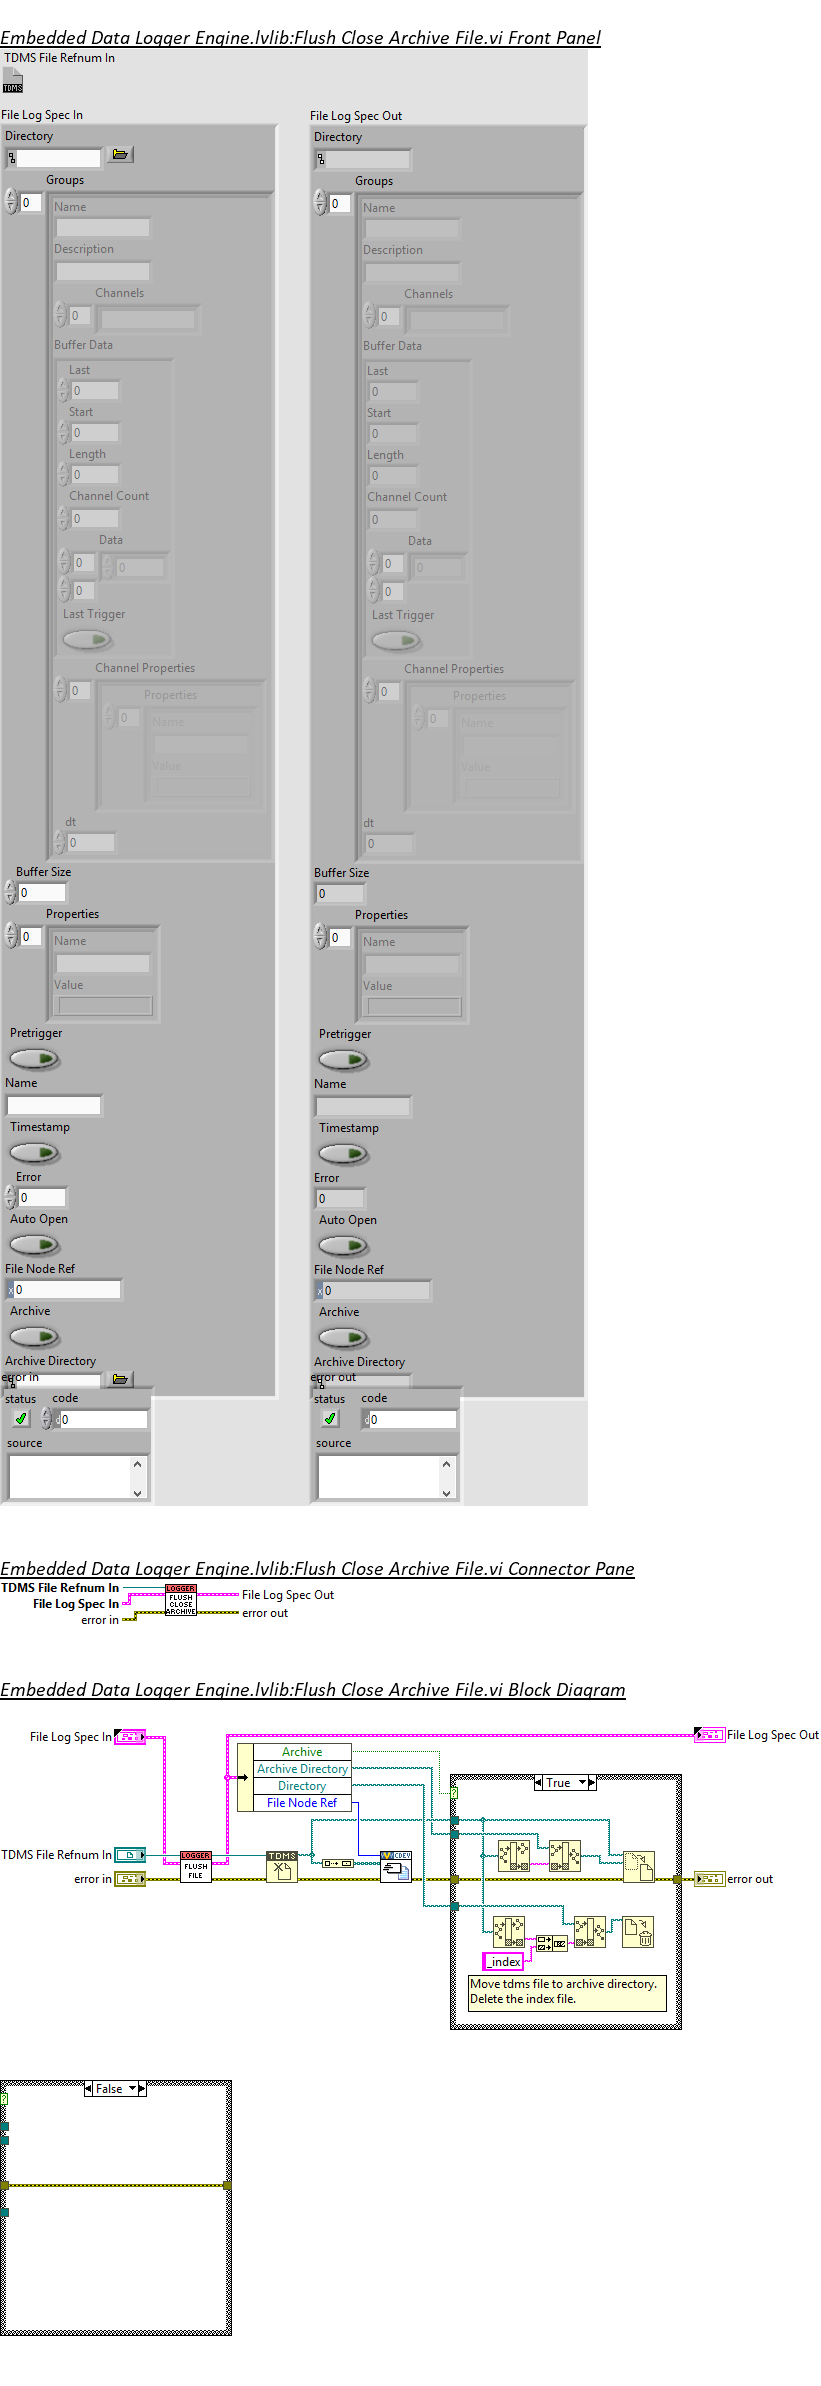 Embedded Data Logger Engine.lvlib:Flush Close Archive File.vi Front Panel
TDMS File Refnum In
TDMS
File Log Spec In
Directory
Groups
0
Name
Description
Channels
0
Buffer Data
Last
0
Start
0
Length
0
Channel Count
0
Data
0
0
0
Last Trigger
Channel Properties
0
Properties
0
Name
Value
dt
0
Buffer Size
0
Properties
0
Name
Value
Pretrigger
Name
Timestamp
Error
0
Auto Open
File Node Ref
x 0
Archive
Archive Directory
error in
status code
d 0
source
File Log Spec Out
Directory
Groups
0
Name
Description
Channels
0
Buffer Data
Last
0
Start
0
Length
0
Channel Count
0
Data
0
0
0
Last Trigger
Channel Properties
0
Properties
0
Name
Value
dt
0
Buffer Size
0
Properties
0
Name
Value
Pretrigger
Name
Timestamp
Error
0
Auto Open
File Node Ref
x 0
Archive
Archive Directory
error out
status code
d 0
source
Embedded Data Logger Engine.lvlib:Flush Close Archive File.vi Connector Pane
TDMS File Refnum In
File Log Spec In
error in
LOGGER
FLUSH
CLOSE
ARCHIVE
File Log Spec Out
error out
Embedded Data Logger Engine.lvlib:Flush Close Archive File.vi Block Diagram
File Log Spec In
File Log Spec Out
Archive
Archive Directory
Directory
File Node Ref
True
?
TDMS File Refnum In
LOGGER
FLUSH
FILE
TDMS
V CDEV
error in
error out
_index
Move tdms file to archive directory.
Delete the index file.
False
?